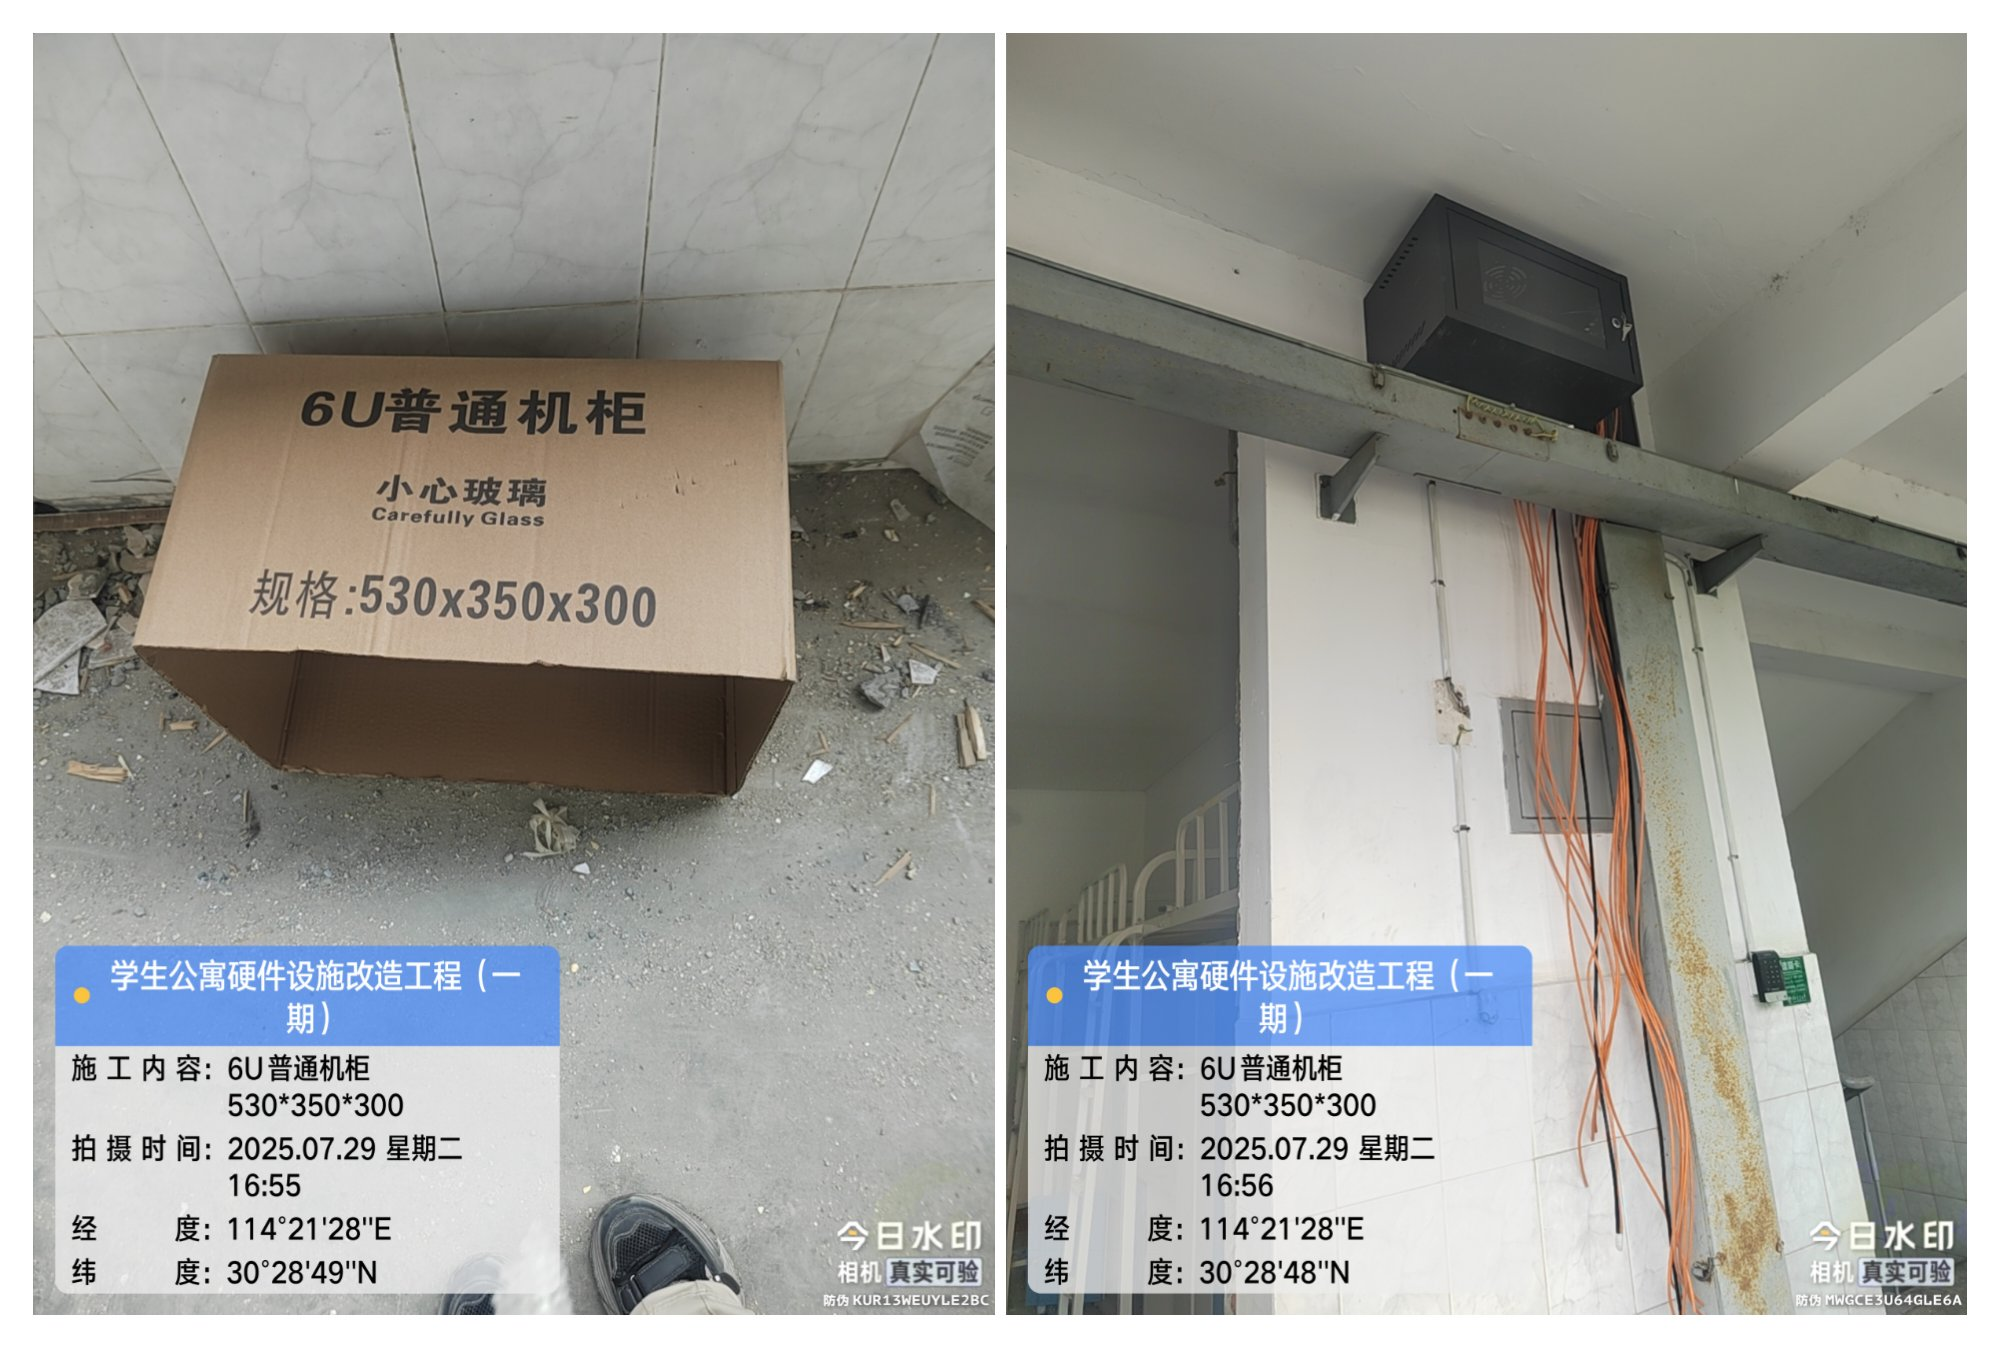 6U普通机柜
小心玻璃
Carefully Glass
规格:530x350x300
学生公寓硬件设施改造工程（一
期）
施工内容: 6U普通机柜
530*350*300
拍摄时间: 2025.07.29 星期二
16:55
经度: 114°21'28"E
纬度: 30°28'49"N
今日水印
相机 真实可验
防伪 KUR13WEUYLE2BC
学生公寓硬件设施改造工程（一
期）
施工内容: 6U普通机柜
530*350*300
拍摄时间: 2025.07.29 星期二
16:56
经度: 114°21'28"E
纬度: 30°28'48"N
今日水印
相机 真实可验
防伪 MWGCE3U64GLE6A